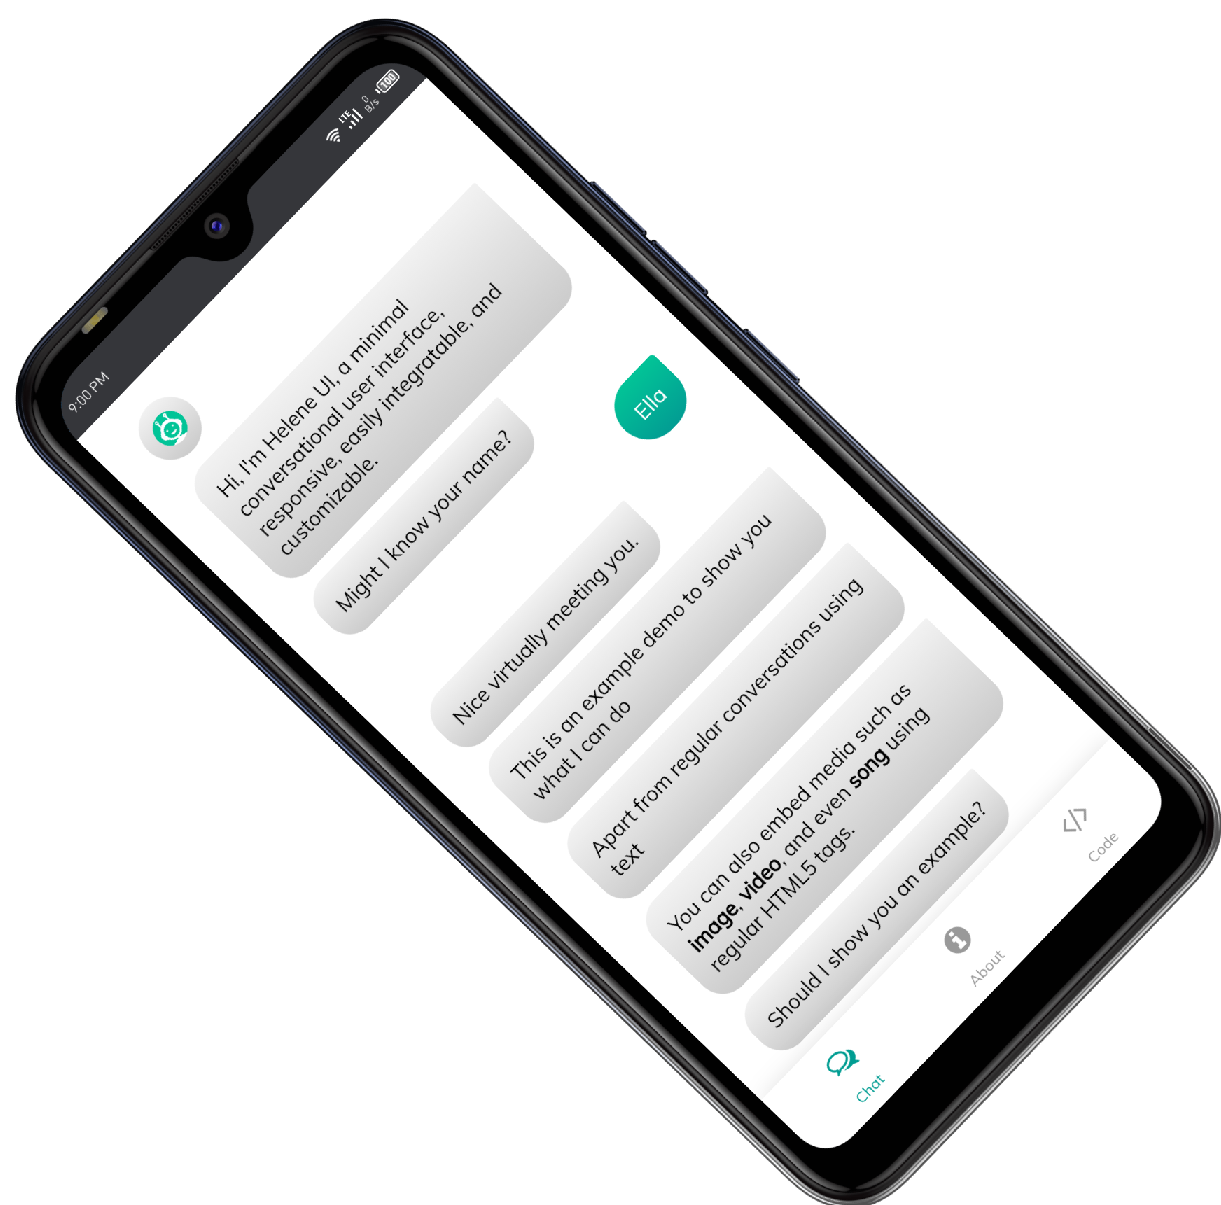 9:00 PM
LTE
0
B/s
100
Hi, I'm Helene UI, a minimal
conversational user interface,
responsive, easily integratable, and
customizable.
Might I know your name?
Ella
Nice virtually meeting you.
This is an example demo to show you
what I can do
Apart from regular conversations using
text
You can also embed media such as
image, video, and even song using
regular HTML5 tags.
Should I show you an example?
Chat
About
Code